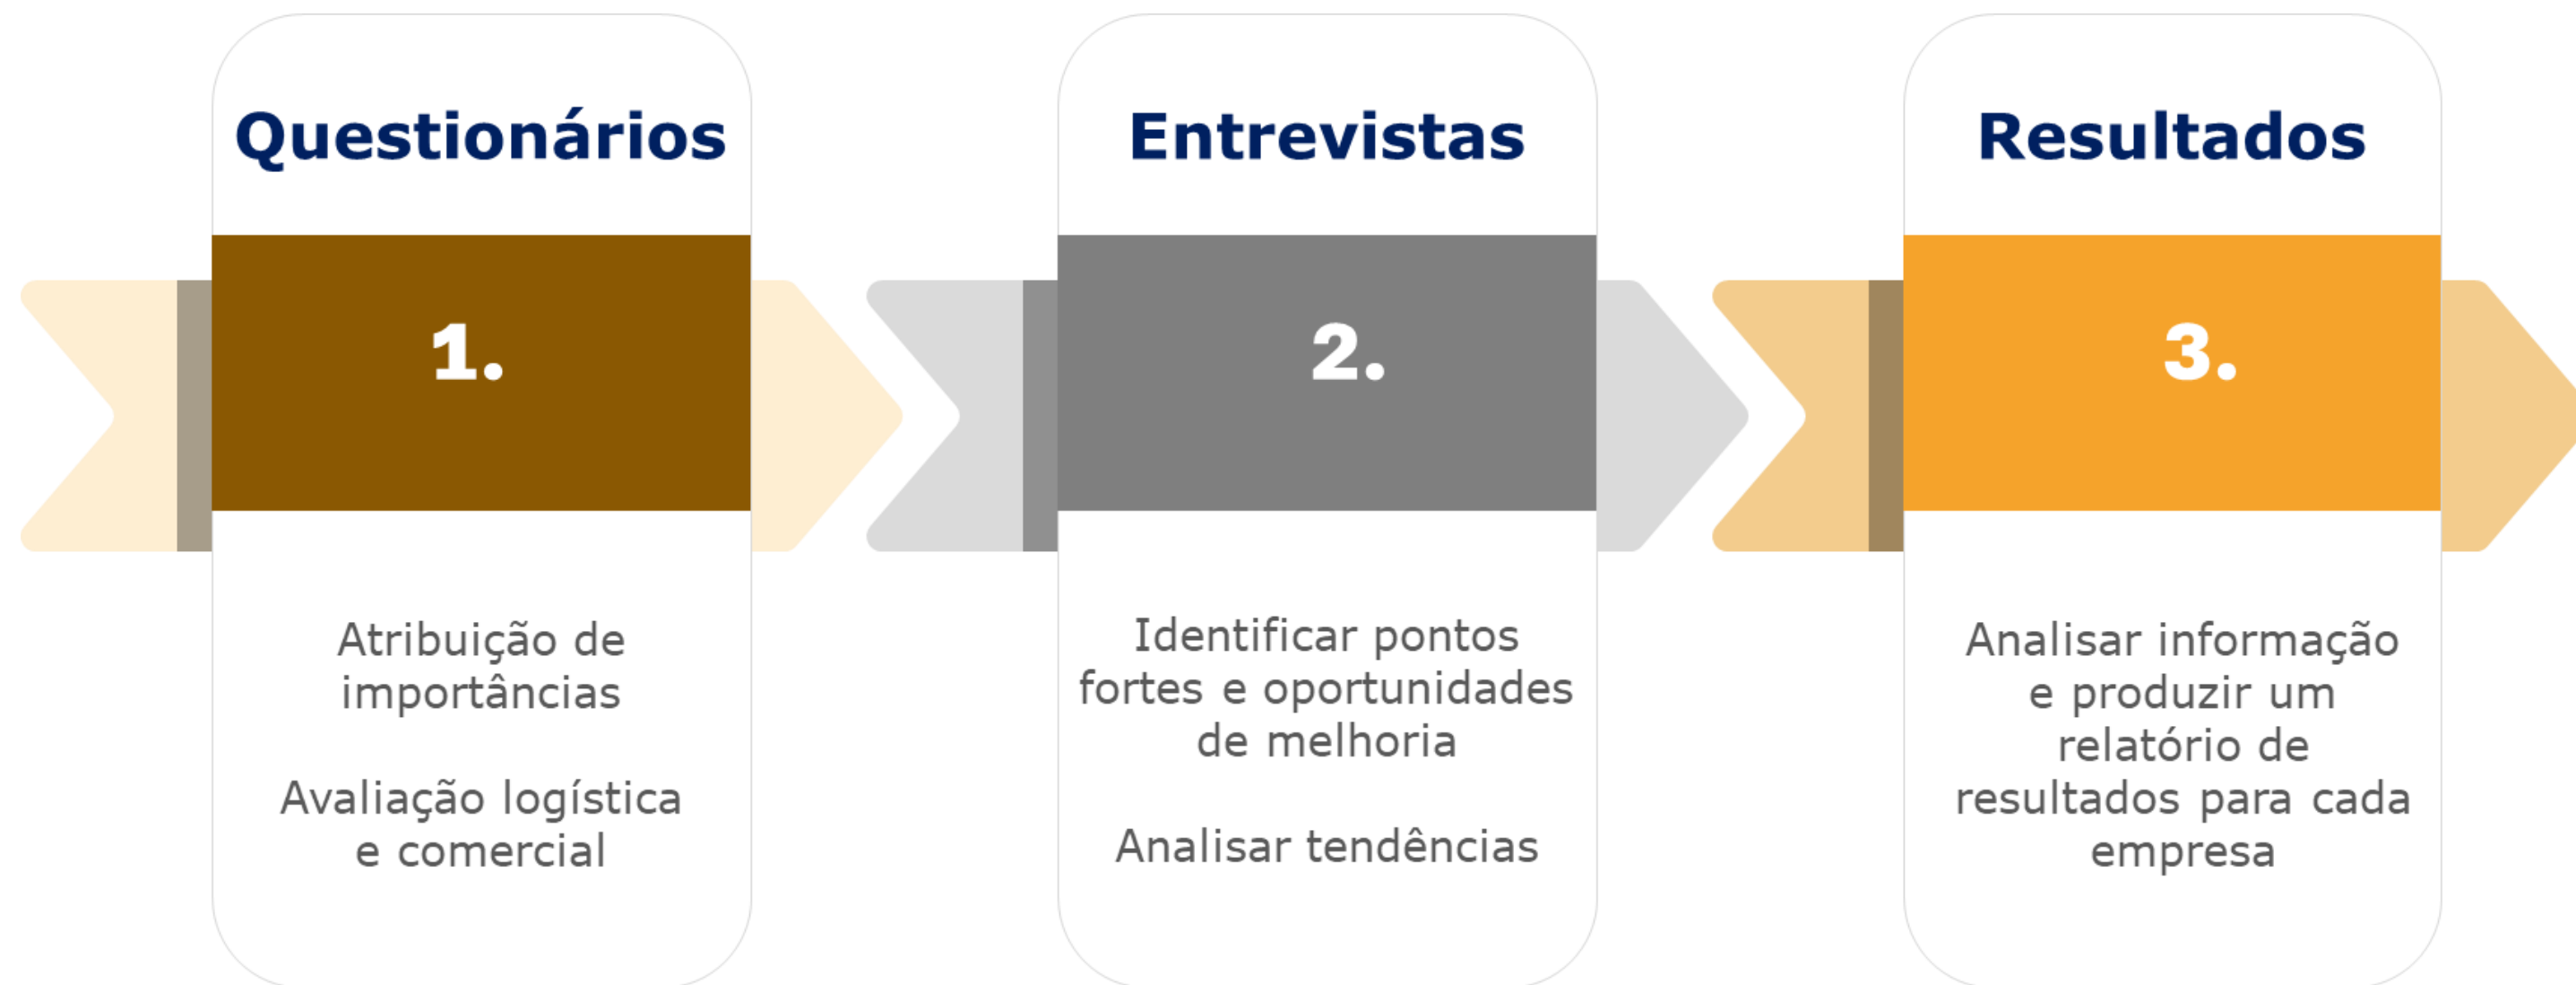 Questionários
1.
Atribuição de
importâncias
Avaliação logística
e comercial
Entrevistas
2.
Identificar pontos
fortes e oportunidades
de melhoria
Analisar tendências
Resultados
3.
Analisar informação
e produzir um
relatório de
resultados para cada
empresa